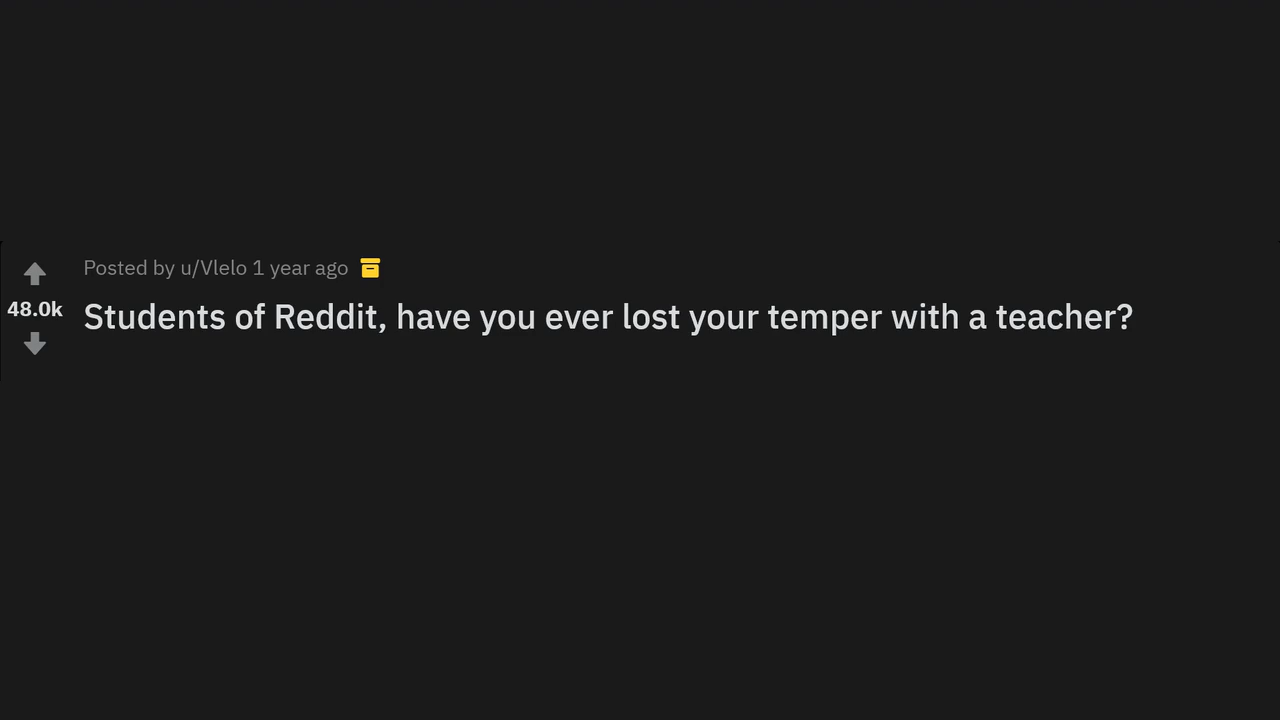 Posted by u/Vlelo 1 year ago
48.0k
Students of Reddit, have you ever lost your temper with a teacher?